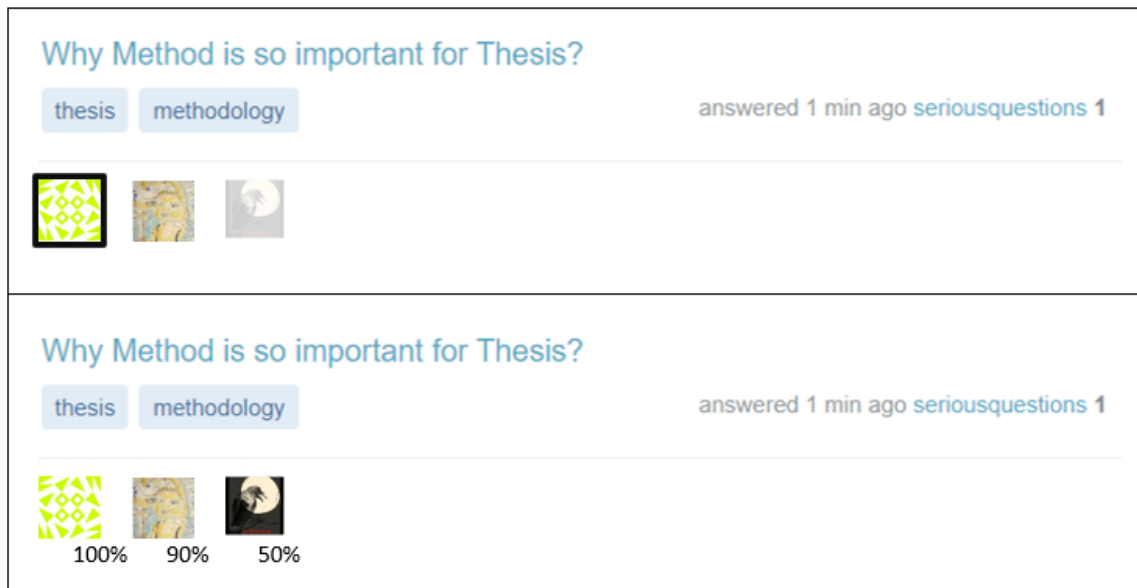 Why Method is so important for Thesis?
thesis methodology answered 1 min ago seriousquestions 1
Why Method is so important for Thesis?
thesis methodology answered 1 min ago seriousquestions 1
100% 90% 50%